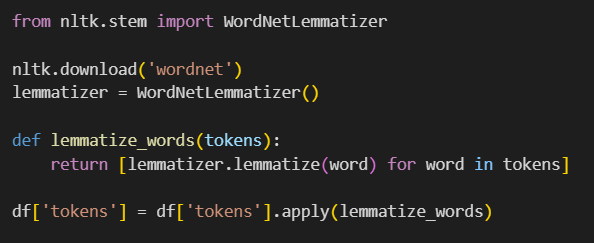 from nltk.stem import WordNetLemmatizer
nltk.download('wordnet')
lemmatizer = WordNetLemmatizer()
def lemmatize_words(tokens):
    return [lemmatizer.lemmatize(word) for word in tokens]
df['tokens'] = df['tokens'].apply(lemmatize_words)